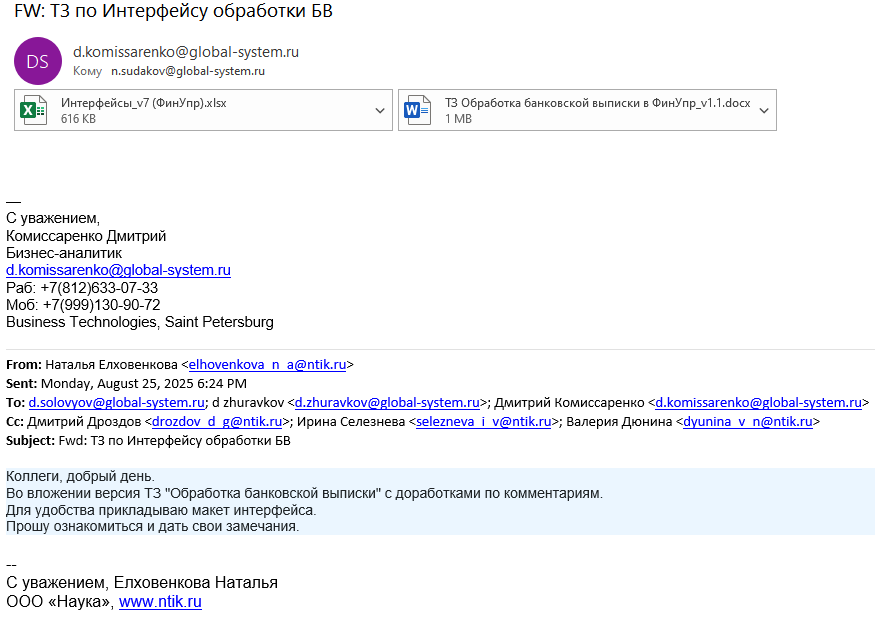 FW: ТЗ по Интерфейсу обработки БВ
DS
d.komissarenko@global-system.ru
Кому n.sudakov@global-system.ru
Интерфейсы_v7 (ФинУпр).xlsx
616 KB
ТЗ Обработка банковской выписки в ФинУпр_v1.1.docx
1 MB
—
С уважением,
Комиссаренко Дмитрий
Бизнес-аналитик
d.komissarenko@global-system.ru
Раб: +7(812)633-07-33
Моб: +7(999)130-90-72
Business Technologies, Saint Petersburg
From: Наталья Елховенкова <elhovenkova_n_a@ntik.ru>
Sent: Monday, August 25, 2025 6:24 PM
To: d.solovyov@global-system.ru; d zhuravkov <d.zhuravkov@global-system.ru>; Дмитрий Комиссаренко <d.komissarenko@global-system.ru>
Cc: Дмитрий Дроздов <drozdov_d_g@ntik.ru>; Ирина Селезнева <selezneva_i_v@ntik.ru>; Валерия Дюнина <dyunina_v_n@ntik.ru>
Subject: Fwd: ТЗ по Интерфейсу обработки БВ
Коллеги, добрый день.
Во вложении версия ТЗ "Обработка банковской выписки" с доработками по комментариям.
Для удобства прикладываю макет интерфейса.
Прошу ознакомиться и дать свои замечания.
--
С уважением, Елховенкова Наталья
ООО «Наука», www.ntik.ru